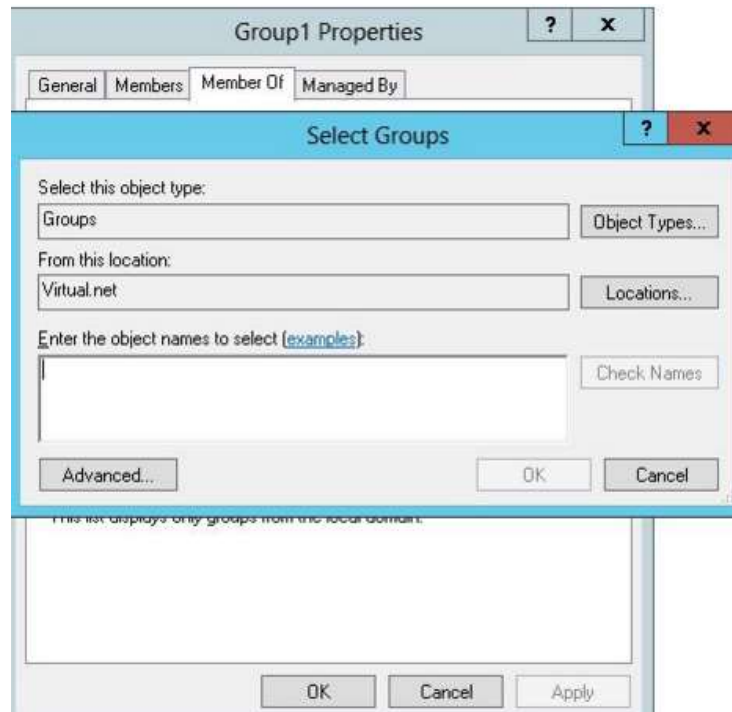 Group1 Properties
? x
General Members Member Of Managed By
Select Groups
? x
Select this object type:
Groups
Object Types...
From this location:
Virtual.net
Locations...
Enter the object names to select (examples):
Check Names
Advanced...
OK
Cancel
This list displays only groups from the local domain.
OK
Cancel
Apply